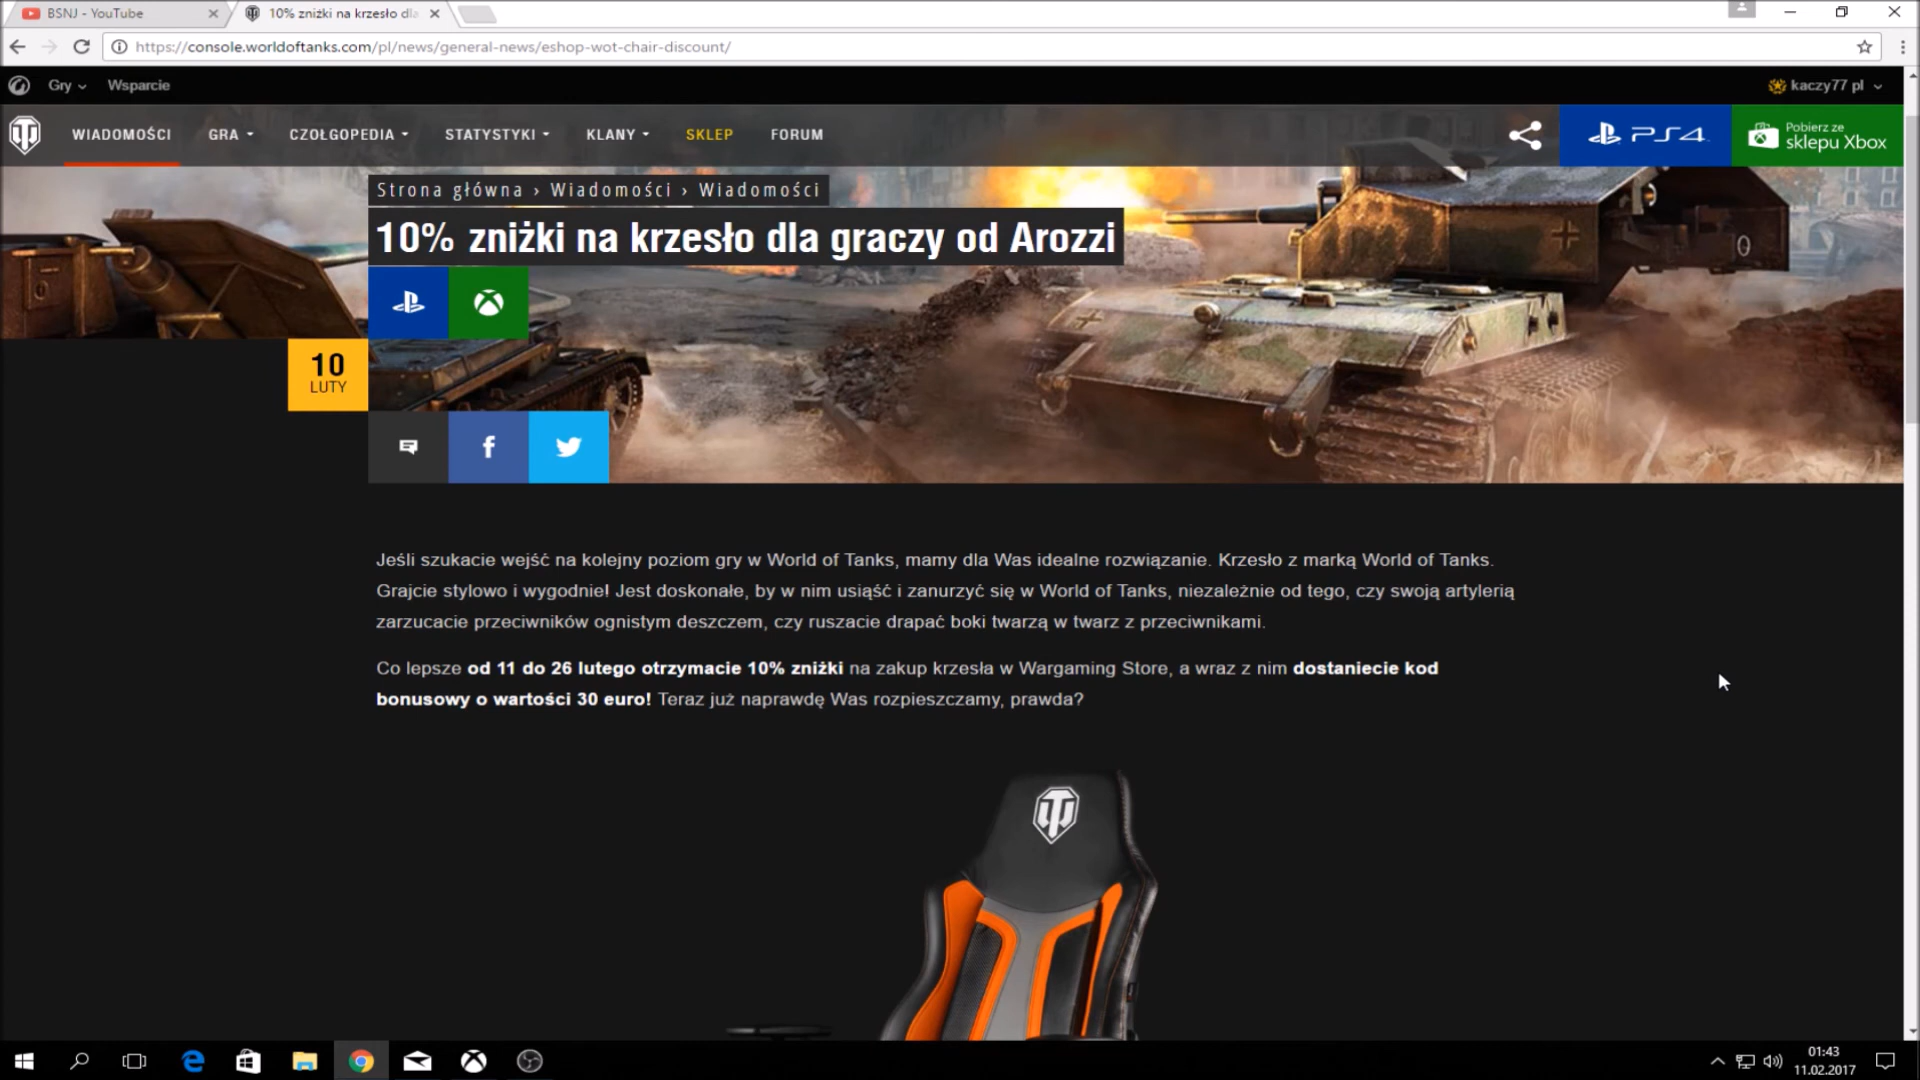 BSNJ - YouTube
10% zniżki na krzesło dla
https://console.worldoftanks.com/pl/news/general-news/eshop-wot-chair-discount/
Gry Wsparcie kaczy77 pl
WIADOMOŚCI GRA CZOŁGOPEDIA STATYSTYKI KLANY SKLEP FORUM
PS4
Pobierz ze
sklepu Xbox
Strona główna › Wiadomości › Wiadomości
10% zniżki na krzesło dla graczy od Arozzi
10
LUTY
Jeśli szukacie wejść na kolejny poziom gry w World of Tanks, mamy dla Was idealne rozwiązanie. Krzesło z marką World of Tanks.
Grajcie stylowo i wygodnie! Jest doskonałe, by w nim usiąść i zanurzyć się w World of Tanks, niezależnie od tego, czy swoją artylerią
zarzucacie przeciwników ognistym deszczem, czy ruszacie drapać boki twarzą w twarz z przeciwnikami.
Co lepsze od 11 do 26 lutego otrzymacie 10% zniżki na zakup krzesła w Wargaming Store, a wraz z nim dostaniecie kod
bonusowy o wartości 30 euro! Teraz już naprawdę Was rozpieszczamy, prawda?
01:43
11.02.2017